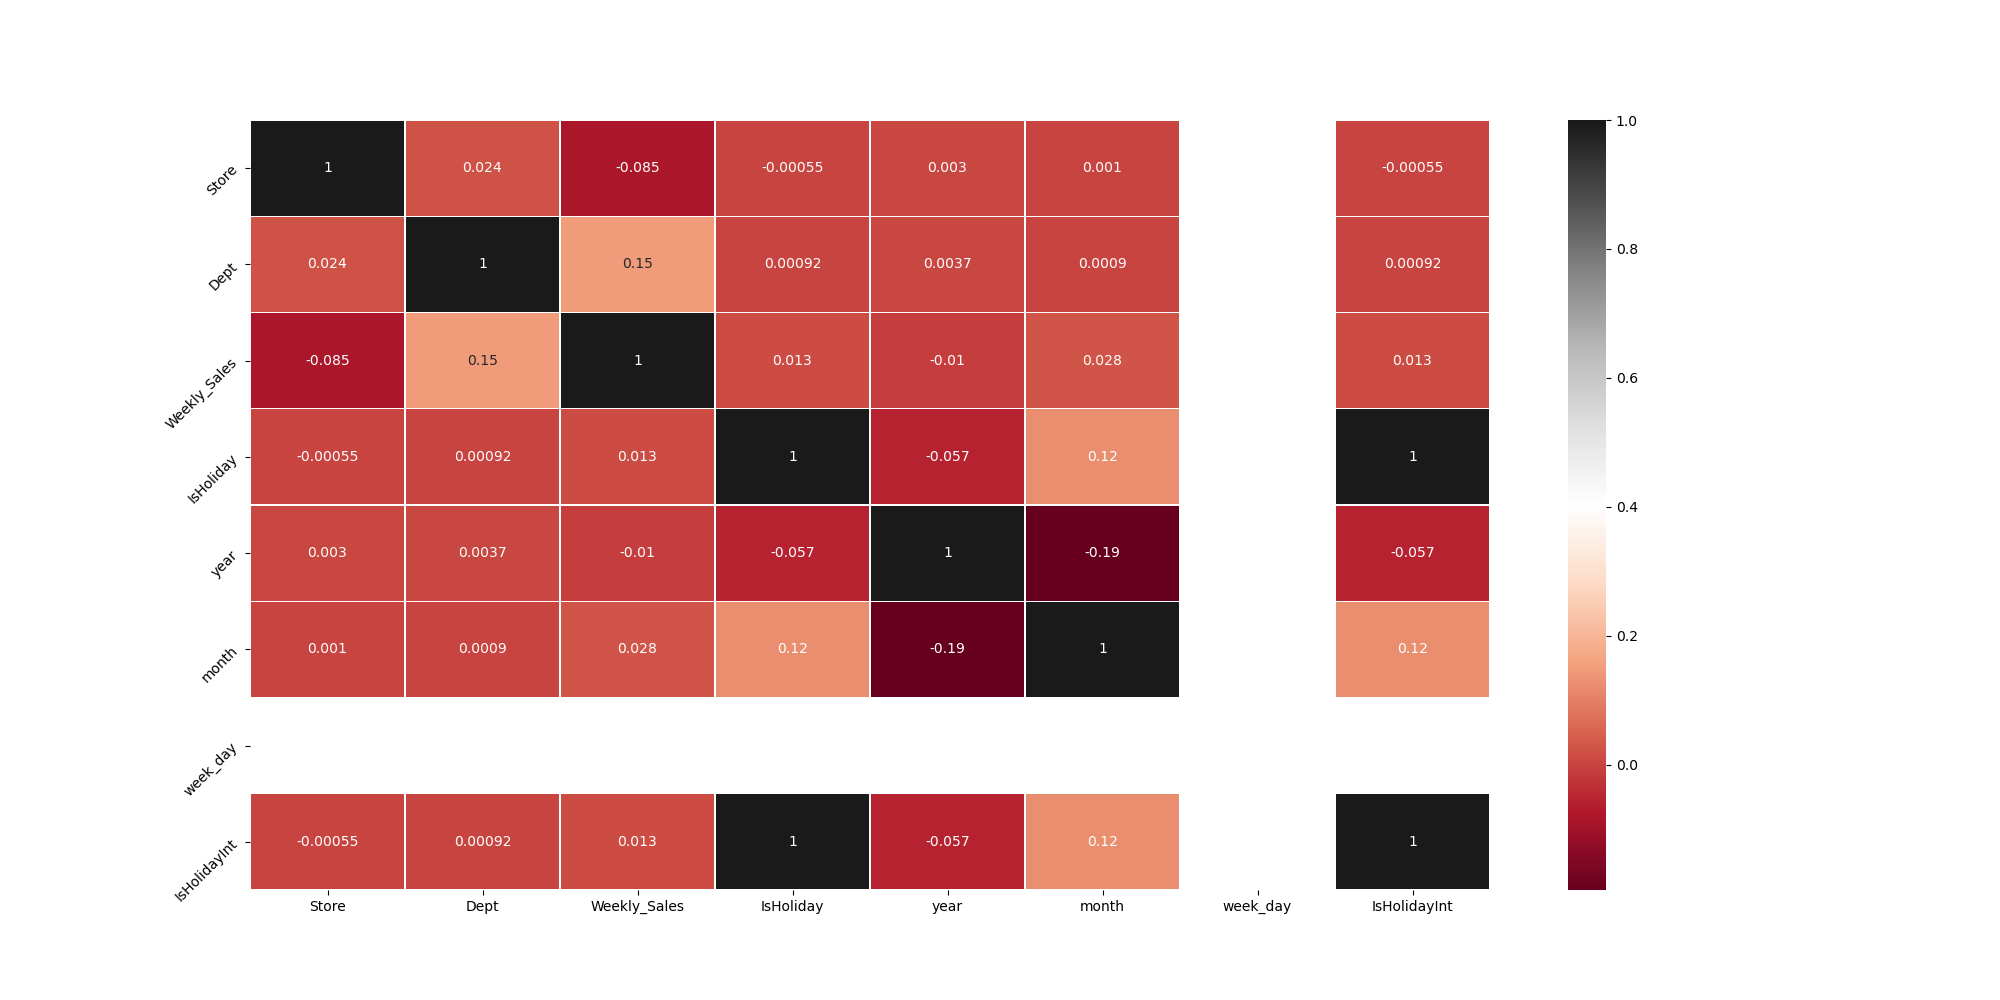 1.0
Store 1 0.024 -0.085 -0.00055 0.003 0.001 -0.00055
0.8
Dept 0.024 1 0.15 0.00092 0.0037 0.0009 0.00092
Weekly_Sales -0.085 0.15 1 0.013 -0.01 0.028 0.013
0.6
IsHoliday -0.00055 0.00092 0.013 1 -0.057 0.12 1
0.4
year 0.003 0.0037 -0.01 -0.057 1 -0.19 -0.057
0.2
month 0.001 0.0009 0.028 0.12 -0.19 1 0.12
week_day
0.0
IsHolidayInt -0.00055 0.00092 0.013 1 -0.057 0.12 1
Store Dept Weekly_Sales IsHoliday year month week_day IsHolidayInt